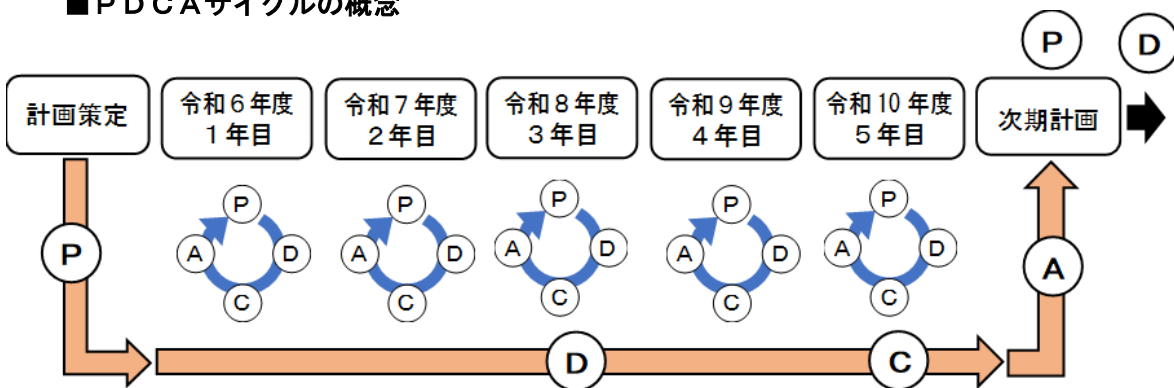 ■ＰＤＣＡサイクルの概念
P D
計画策定
令和６年度
１年目
令和７年度
２年目
令和８年度
３年目
令和９年度
４年目
令和10年度
５年目
次期計画
P
P
A D
C
P
A D
C
P
A D
C
P
A D
C
P
A D
C
A
D
C